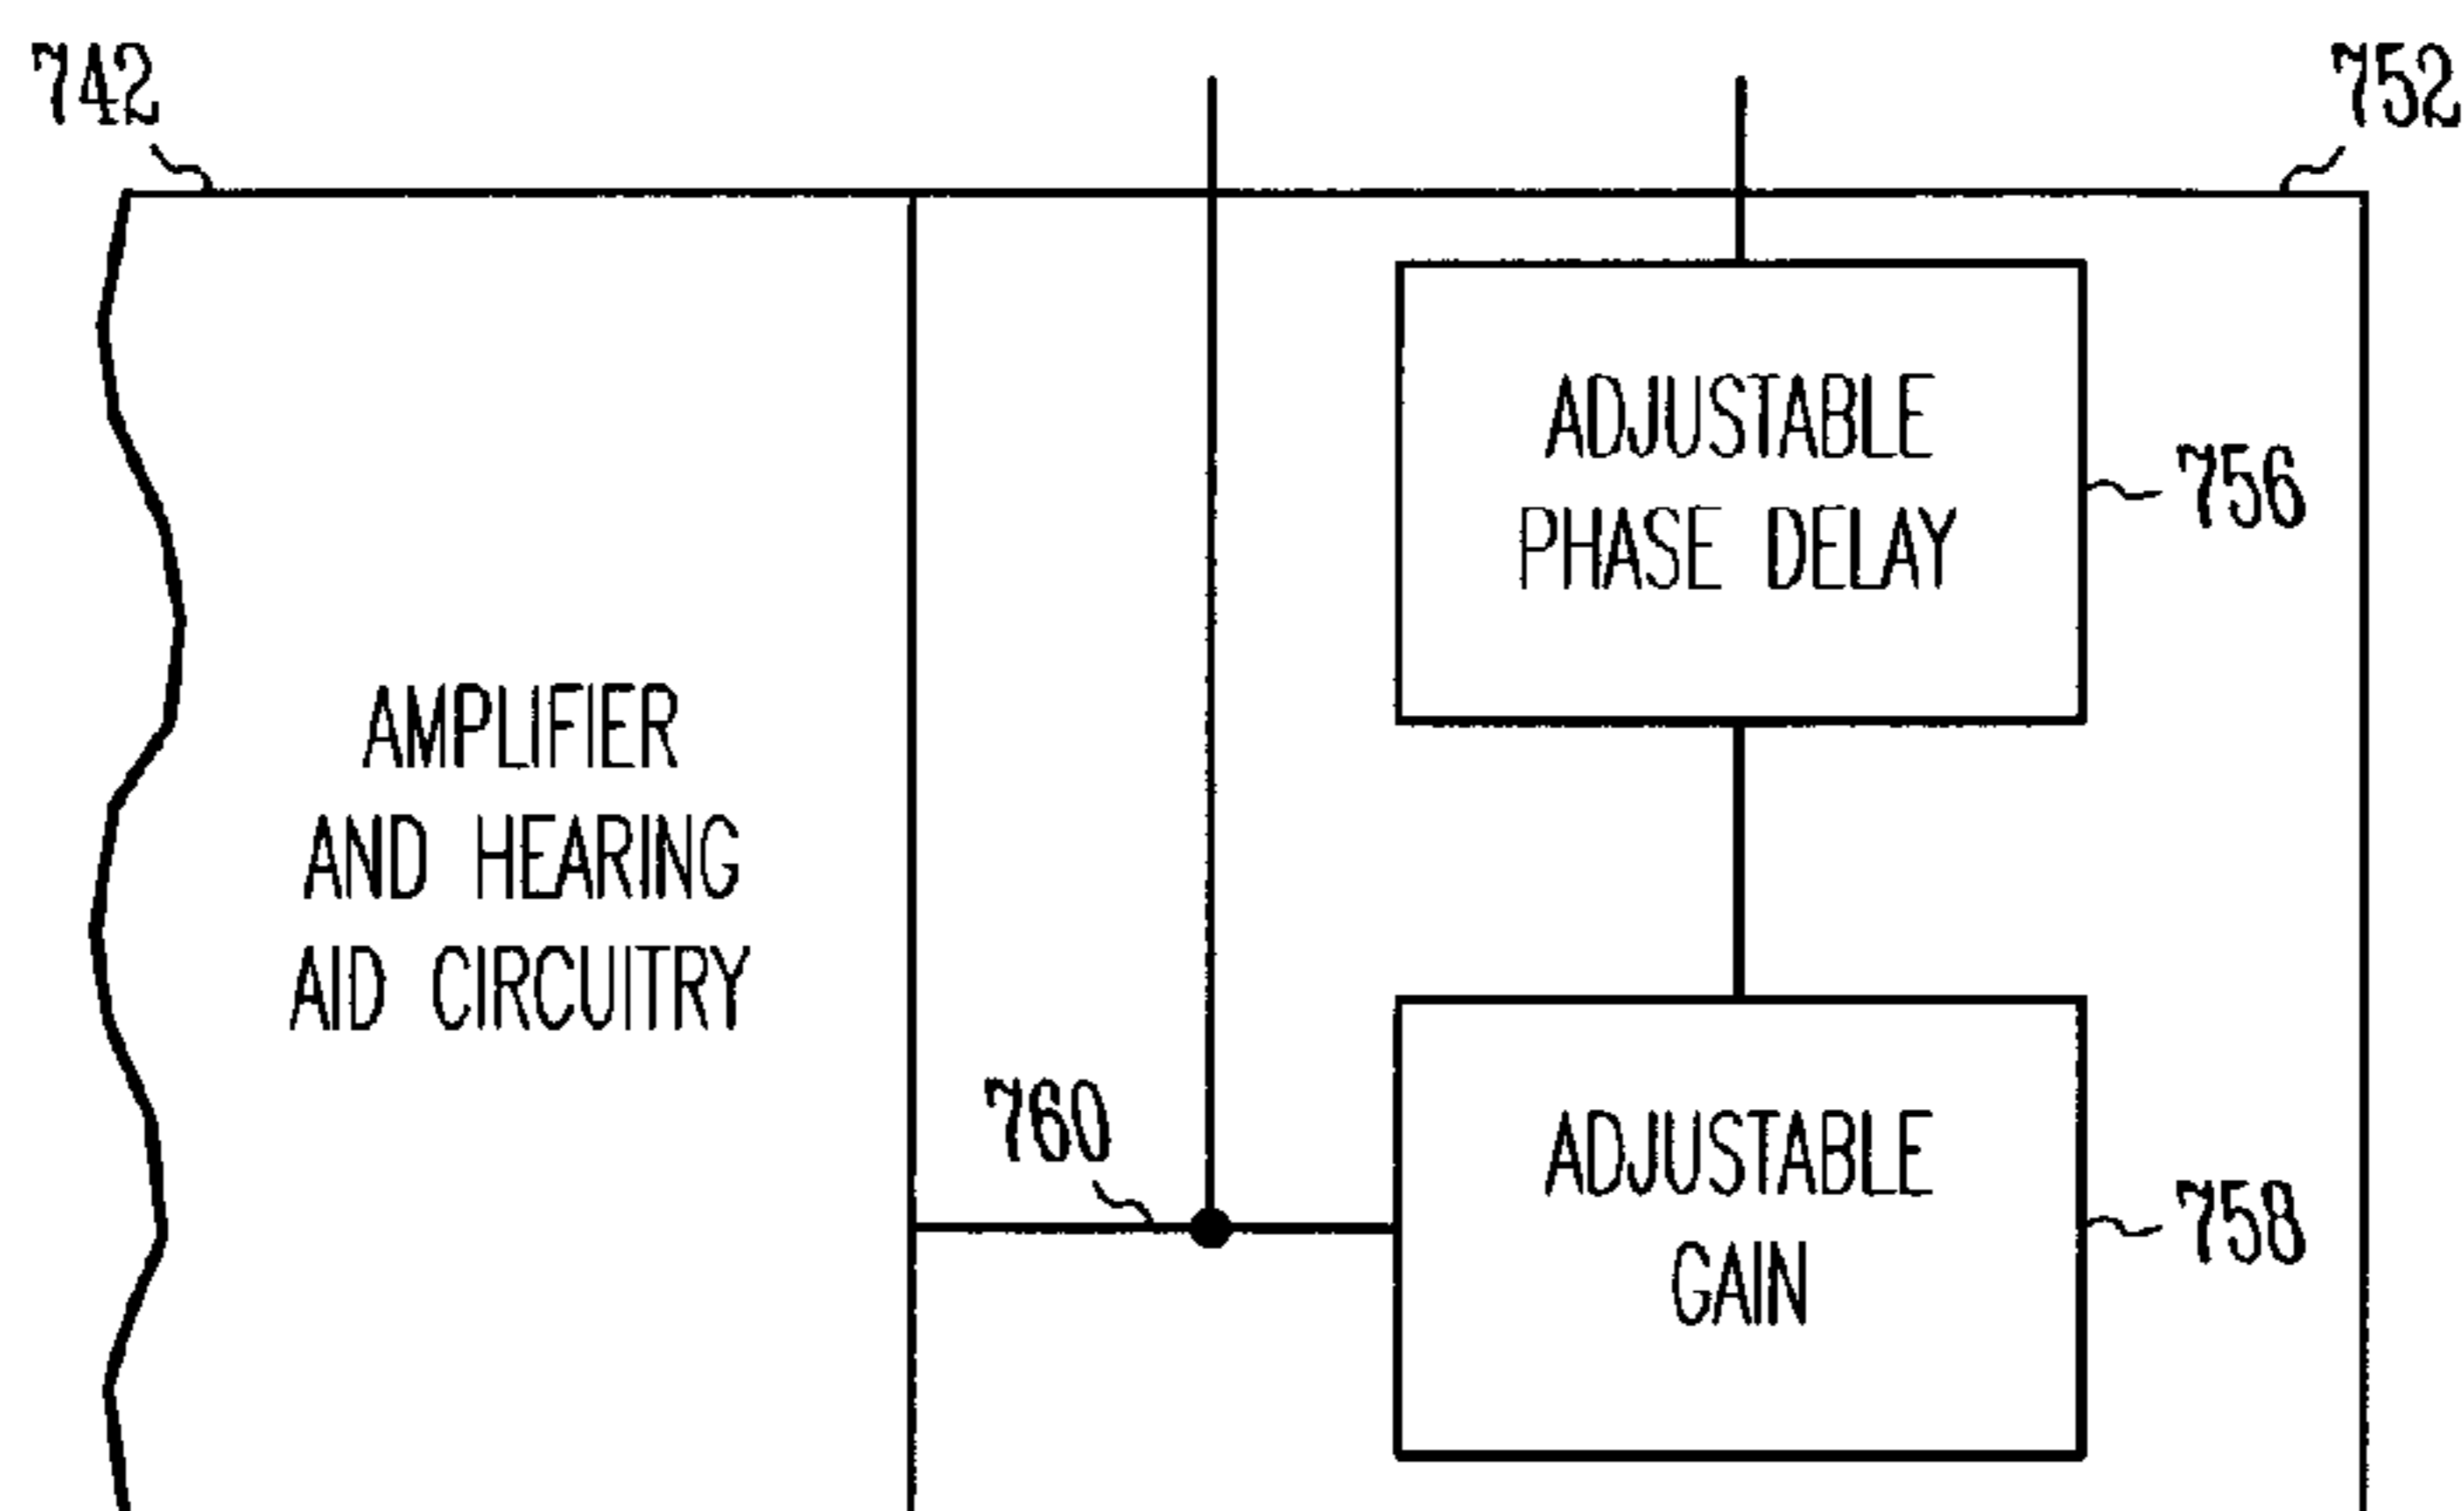 742
752
ADJUSTABLE
PHASE DELAY
756
AMPLIFIER
AND HEARING
AID CIRCUITRY
760
ADJUSTABLE
GAIN
758